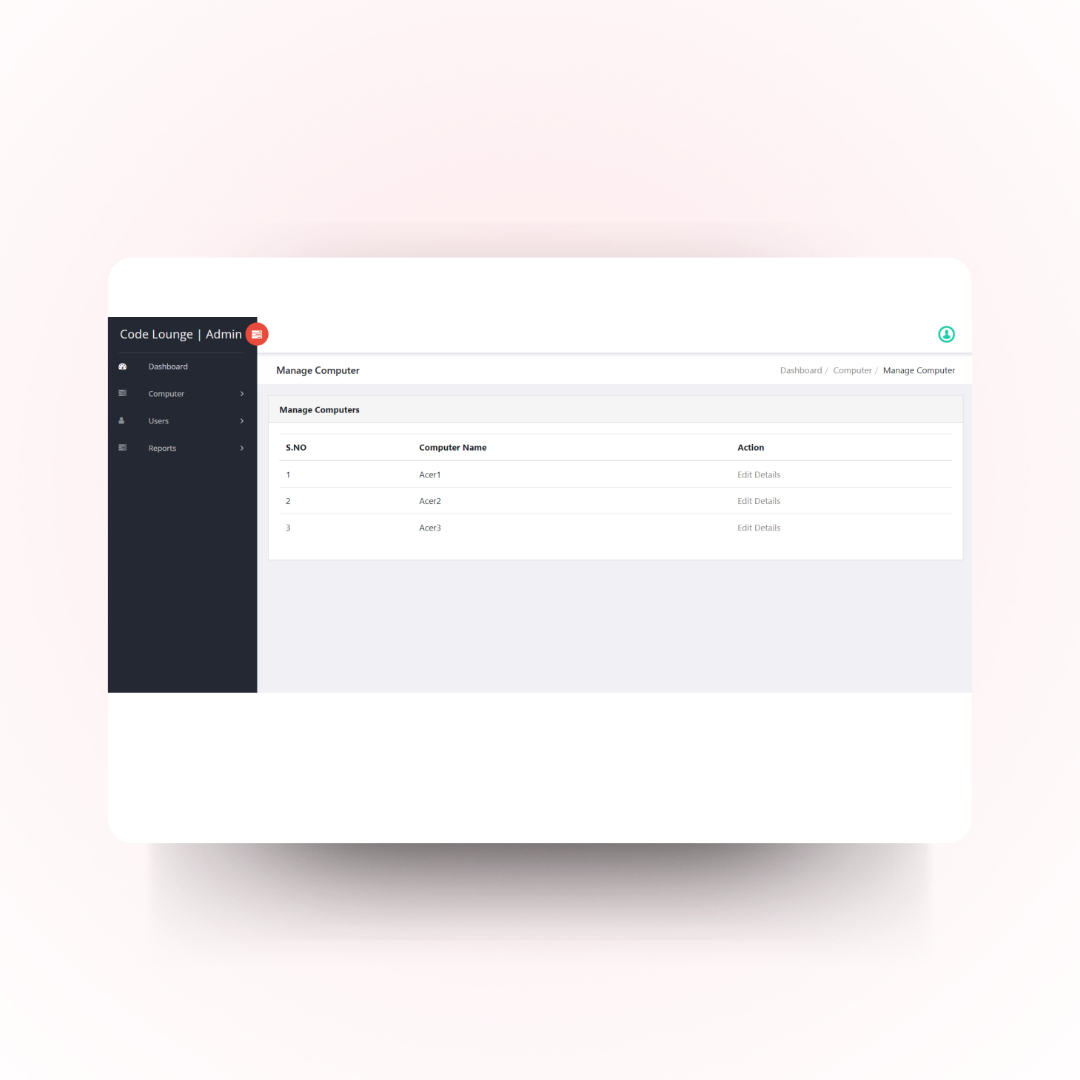 Code Lounge | Admin
Dashboard
Computer
Users
Reports
Manage Computer
Dashboard / Computer / Manage Computer
Manage Computers
S.NO Computer Name Action
1 Acer1 Edit Details
2 Acer2 Edit Details
3 Acer3 Edit Details